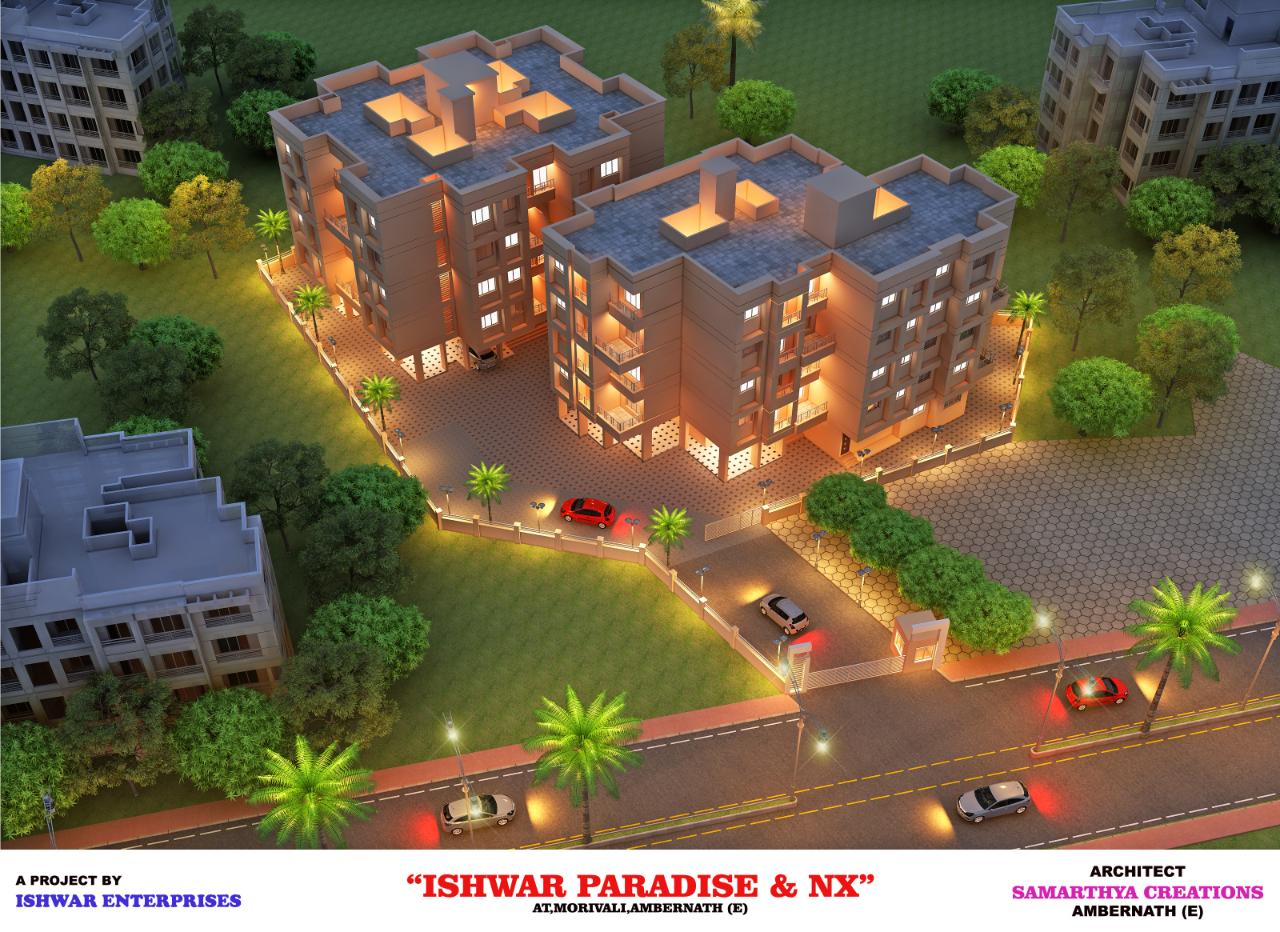 A PROJECT BY
ISHWAR ENTERPRISES
“ISHWAR PARADISE & NX”
AT,MORIVALI,AMBERNATH (E)
ARCHITECT
SAMARTHYA CREATIONS
AMBERNATH (E)